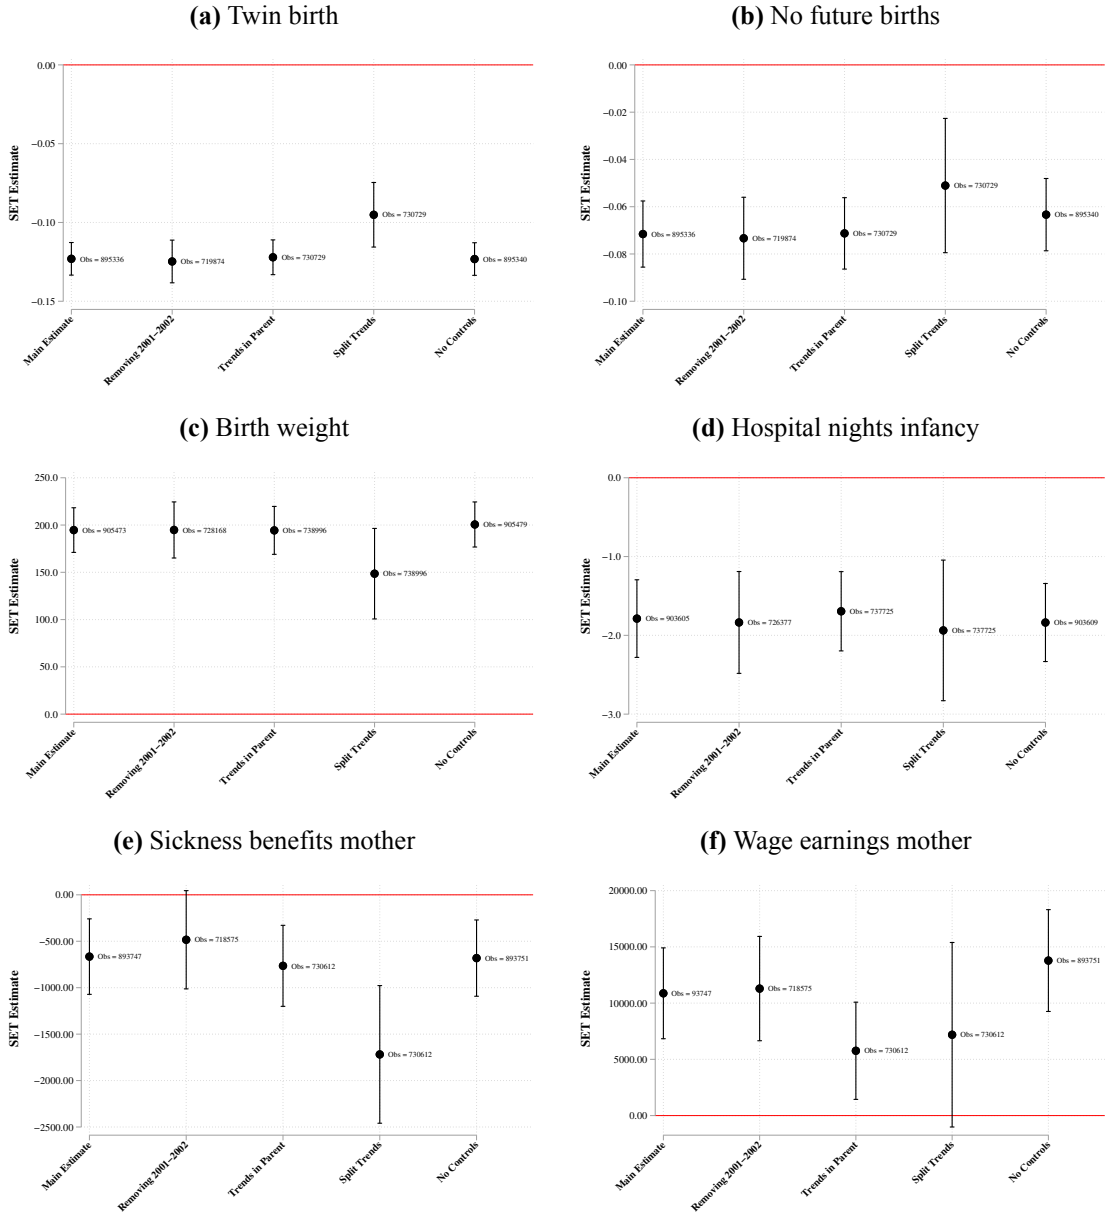 (a) Twin birth
SET Estimate
0.00
−0.05
−0.10
−0.15
Obs = 895336
Obs = 719874
Obs = 730729
Obs = 730729
Obs = 895340
Main Estimate
Removing 2001−2002
Trends in Parent
Split Trends
No Controls
(b) No future births
SET Estimate
0.00
−0.02
−0.04
−0.06
−0.08
−0.10
Obs = 895336
Obs = 719874
Obs = 730729
Obs = 730729
Obs = 895340
Main Estimate
Removing 2001−2002
Trends in Parent
Split Trends
No Controls
(c) Birth weight
SET Estimate
250.0
200.0
150.0
100.0
50.0
0.0
Obs = 905473
Obs = 728168
Obs = 738996
Obs = 738996
Obs = 905479
Main Estimate
Removing 2001−2002
Trends in Parent
Split Trends
No Controls
(d) Hospital nights infancy
SET Estimate
0.0
−1.0
−2.0
−3.0
Obs = 903605
Obs = 726377
Obs = 737725
Obs = 737725
Obs = 903609
Main Estimate
Removing 2001−2002
Trends in Parent
Split Trends
No Controls
(e) Sickness benefits mother
SET Estimate
0.00
−500.00
−1000.00
−1500.00
−2000.00
−2500.00
Obs = 893747
Obs = 718575
Obs = 730612
Obs = 730612
Obs = 893751
Main Estimate
Removing 2001−2002
Trends in Parent
Split Trends
No Controls
(f) Wage earnings mother
SET Estimate
20000.00
15000.00
10000.00
5000.00
0.00
Obs = 93747
Obs = 718575
Obs = 730612
Obs = 730612
Obs = 893751
Main Estimate
Removing 2001−2002
Trends in Parent
Split Trends
No Controls